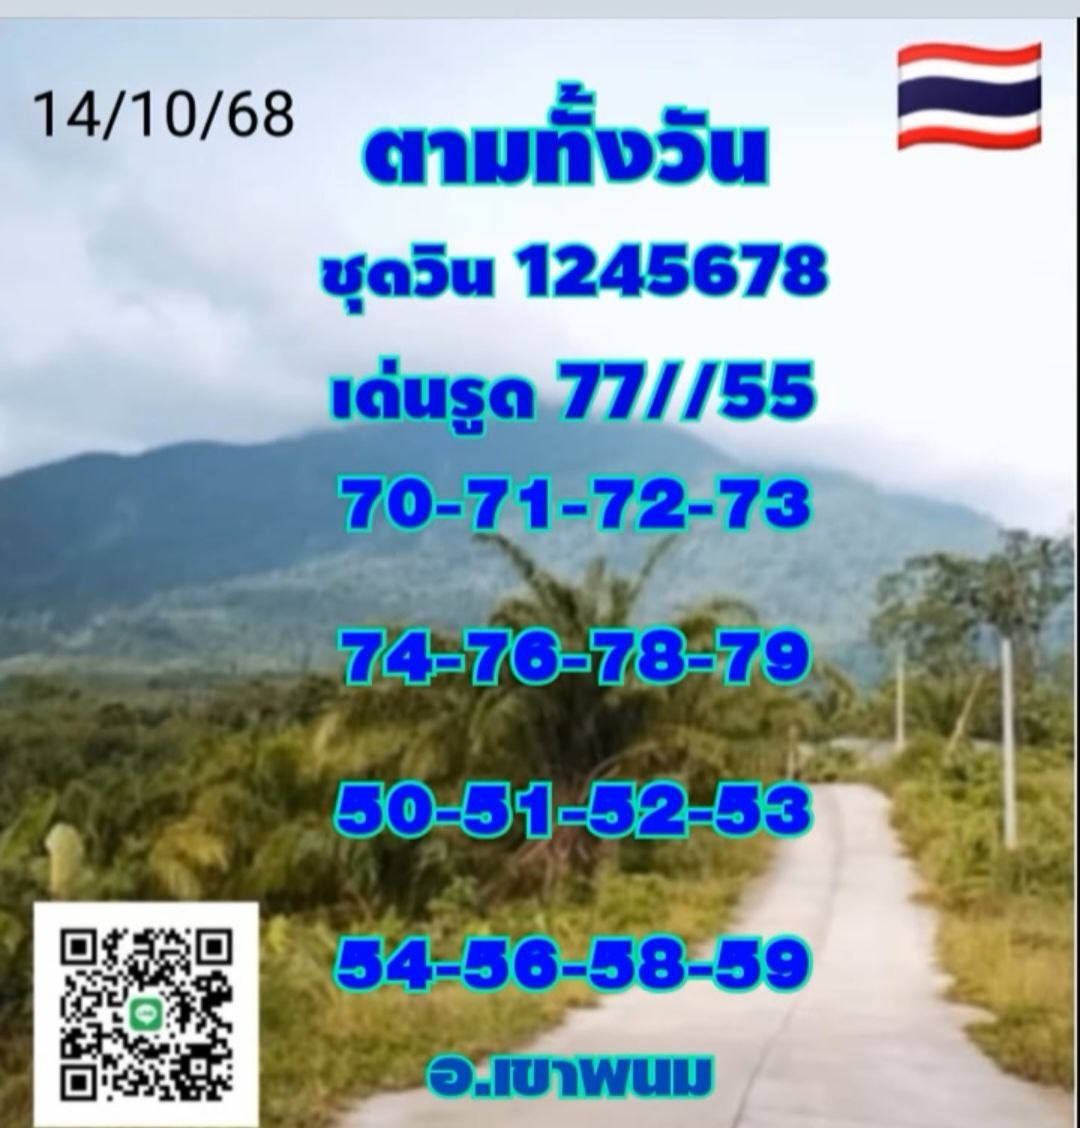 14/10/68
ตามทั้งวัน
ชุดวิน 1245678
เด่นรูด 77//55
70-71-72-73
74-76-78-79
50-51-52-53
54-56-58-59
อ.เขาพนม